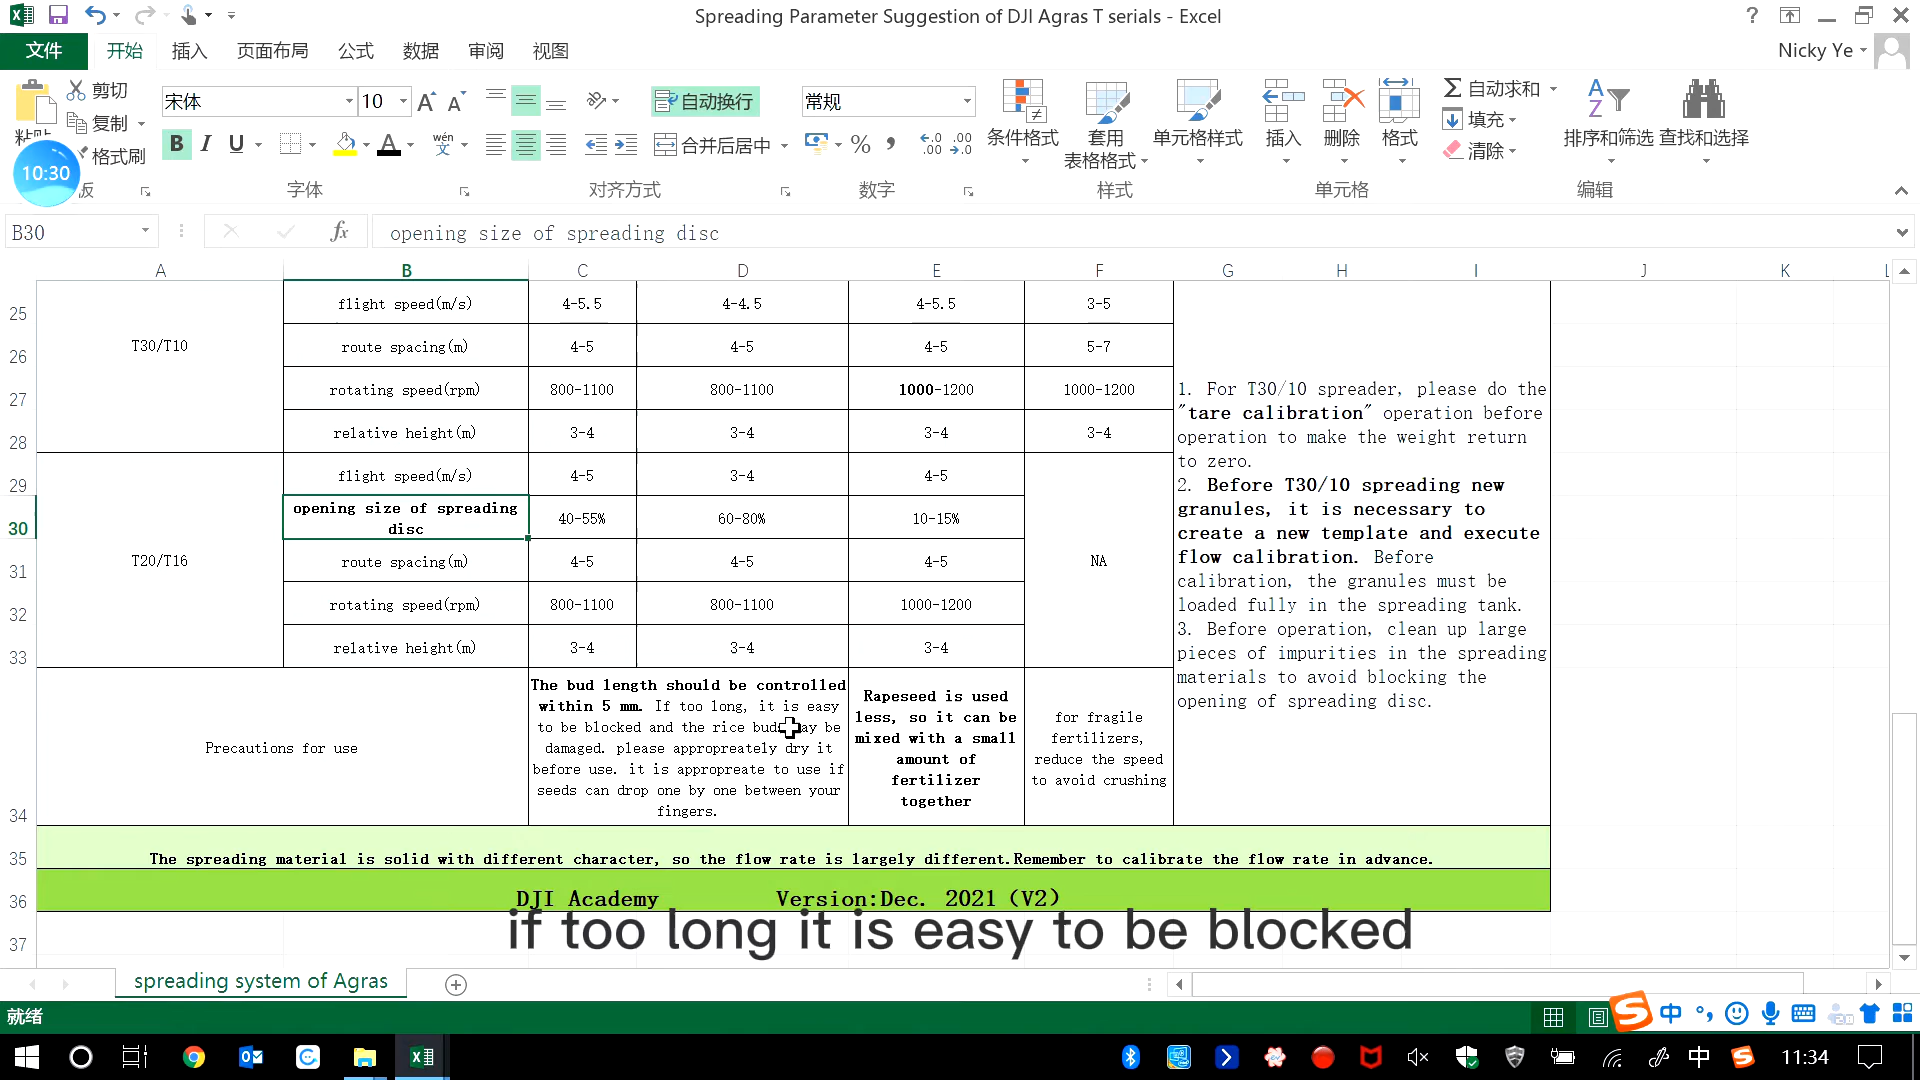 Spreading Parameter Suggestion of DJI Agras T serials - Excel
?
文件
开始
插入
页面布局
公式
数据
审阅
视图
Nicky Ye
剪切
复制
格式刷
10:30
板
宋体
10
B I U
wén
文
字体
自动换行
合并后居中
对齐方式
常规
%
数字
条件格式
套用
表格格式
单元格样式
样式
插入
删除
格式
单元格
自动求和
填充
清除
排序和筛选
查找和选择
编辑
B30
fx
opening size of spreading disc
A B C D E F G H I J K L
25
flight speed(m/s) 4-5.5 4-4.5 4-5.5 3-5
T30/T10
26
route spacing(m) 4-5 4-5 4-5 5-7
27
rotating speed(rpm) 800-1100 800-1100 1000-1200 1000-1200
28
relative height(m) 3-4 3-4 3-4 3-4
29
flight speed(m/s) 4-5 3-4 4-5
30
opening size of spreading
disc
40-55% 60-80% 10-15%
T20/T16
31
route spacing(m) 4-5 4-5 4-5 NA
32
rotating speed(rpm) 800-1100 800-1100 1000-1200
33
relative height(m) 3-4 3-4 3-4
34
Precautions for use
The bud length should be controlled
within 5 mm. If too long, it is easy
to be blocked and the rice buds may be
damaged. please appropreately dry it
before use. it is appropreate to use if
seeds can drop one by one between your
fingers.
Rapeseed is used
less, so it can be
mixed with a small
amount of
fertilizer
together
for fragile
fertilizers,
reduce the speed
to avoid crushing
1. For T30/10 spreader, please do the
"tare calibration" operation before
operation to make the weight return
to zero.
2. Before T30/10 spreading new
granules, it is necessary to
create a new template and execute
flow calibration. Before
calibration, the granules must be
loaded fully in the spreading tank.
3. Before operation, clean up large
pieces of impurities in the spreading
materials to avoid blocking the
opening of spreading disc.
35
The spreading material is solid with different character, so the flow rate is largely different.Remember to calibrate the flow rate in advance.
36
DJI Academy Version:Dec. 2021（V2）
if too long it is easy to be blocked
37
spreading system of Agras
就绪
中
中
11:34